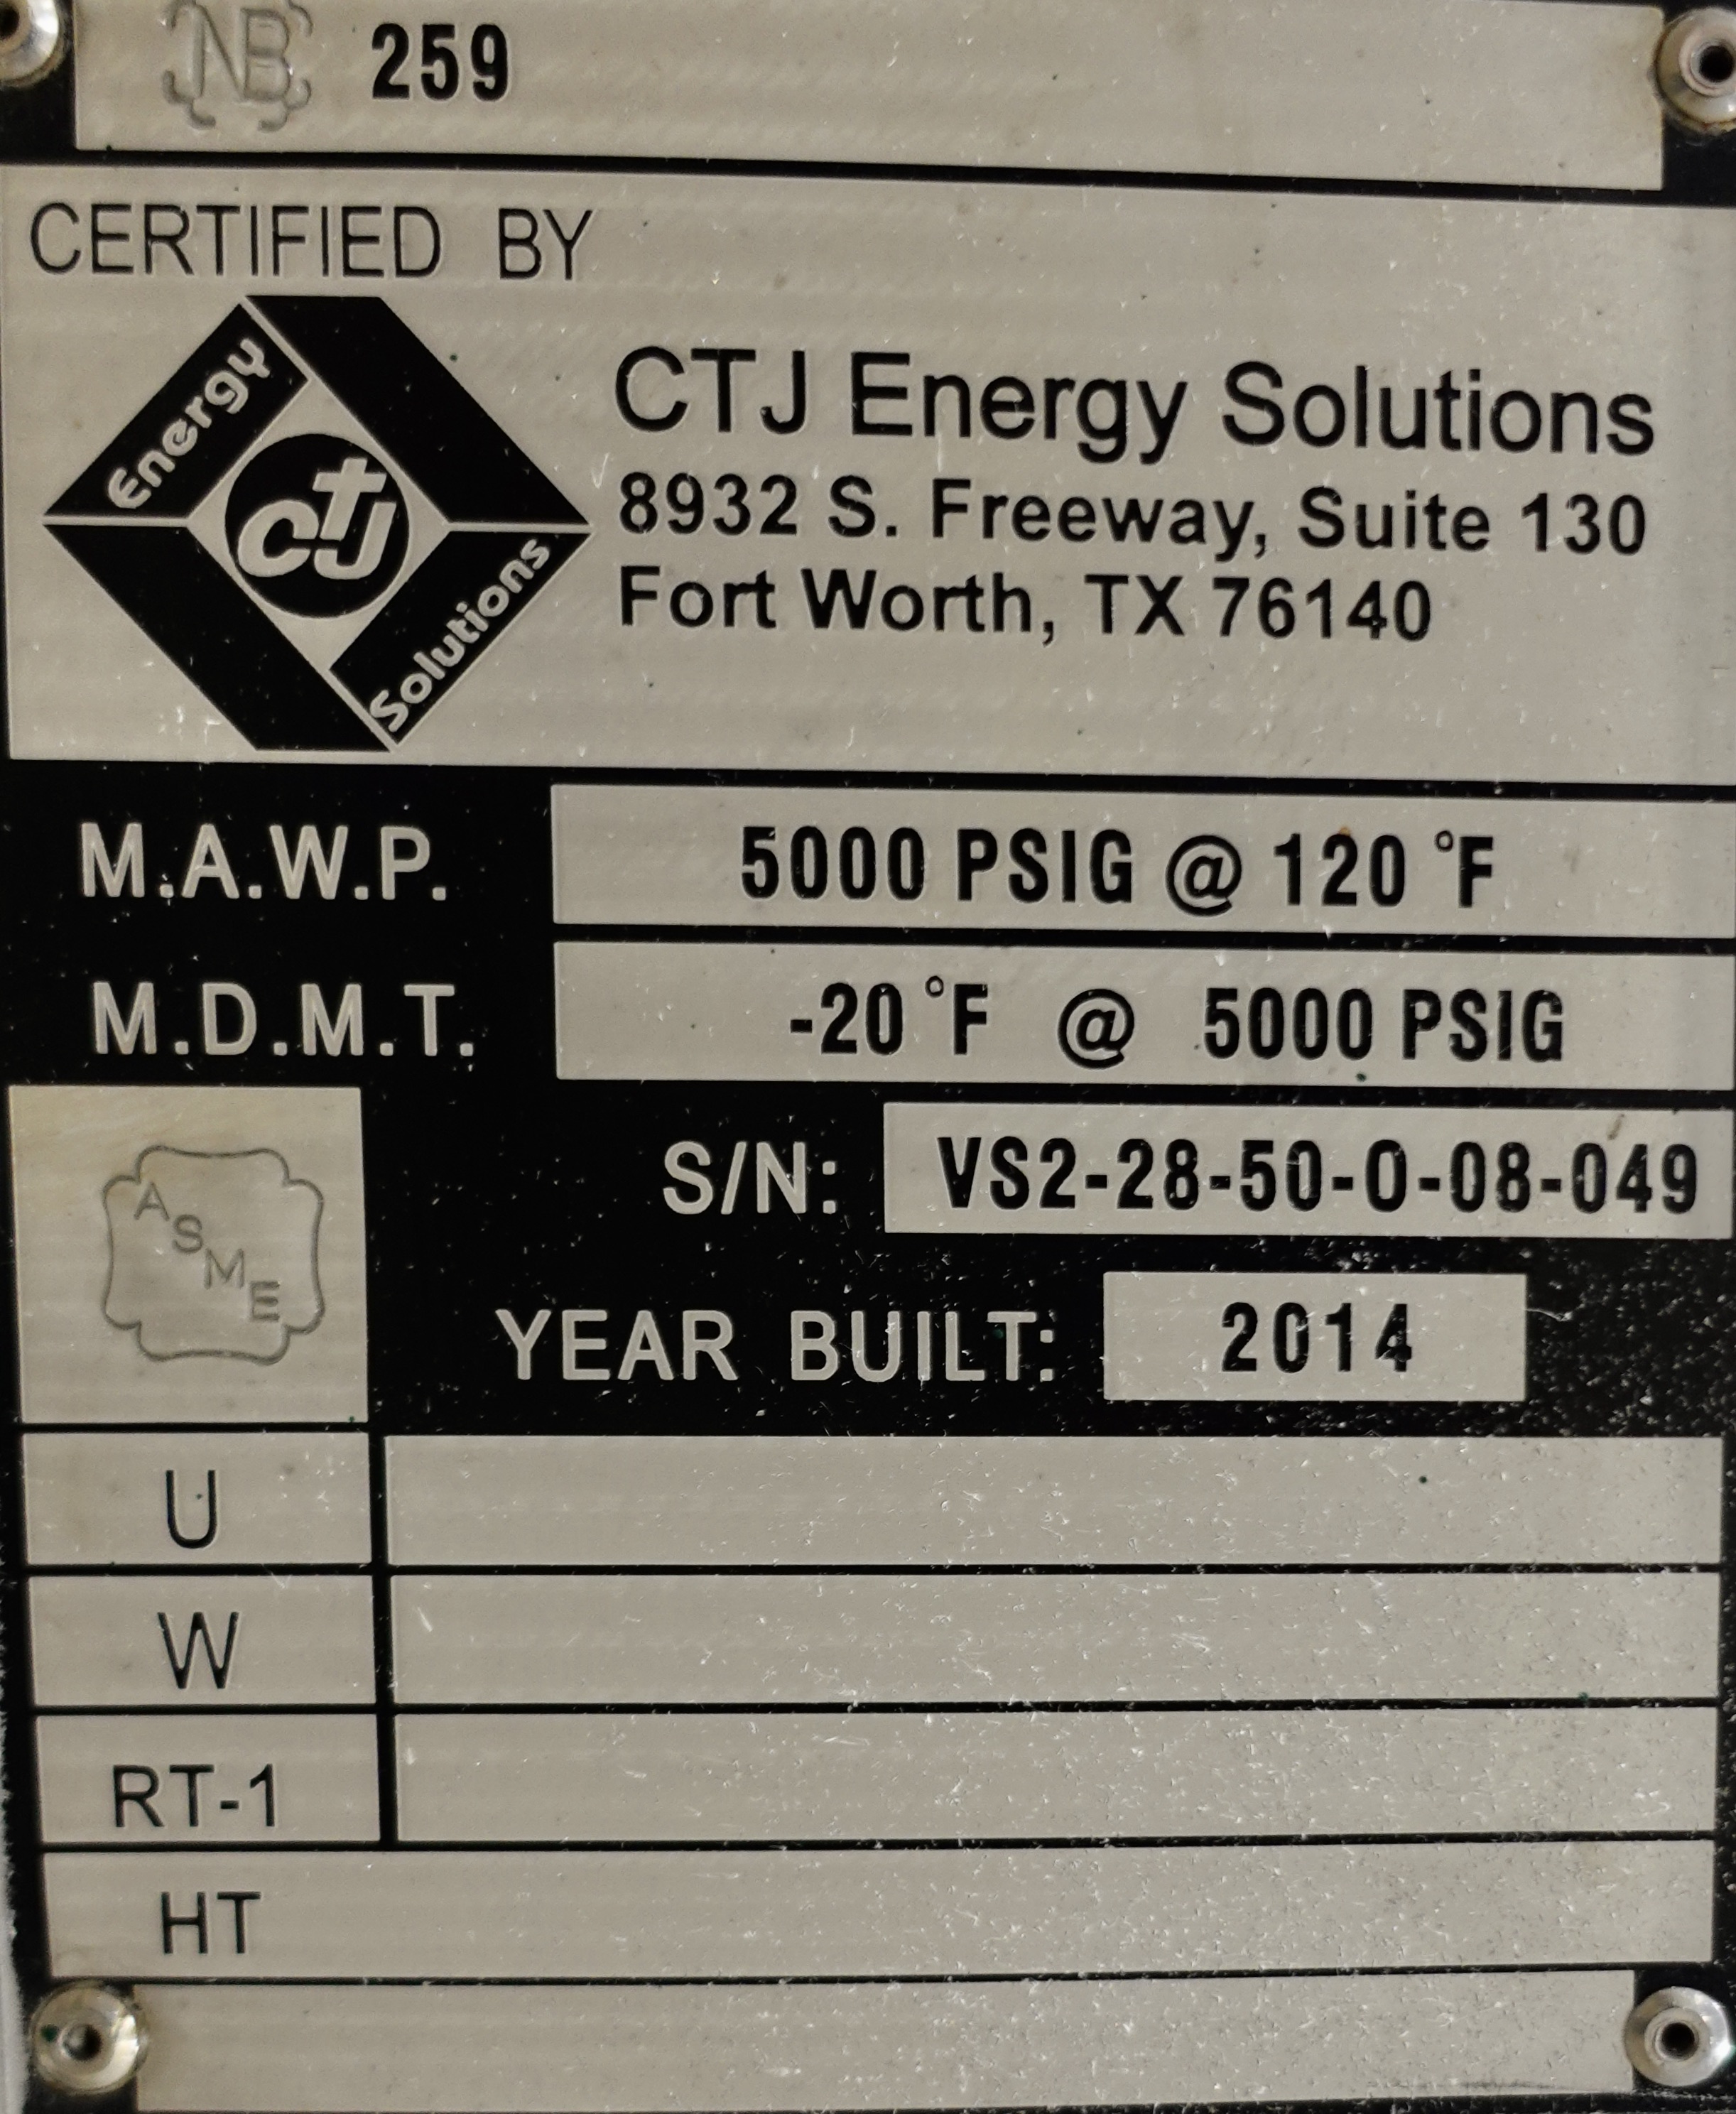 NB 259
CERTIFIED BY
Energy
CTJ
Solutions
CTJ Energy Solutions
8932 S. Freeway, Suite 130
Fort Worth, TX 76140
M.A.W.P. 5000 PSIG @ 120 °F
M.D.M.T. -20 °F @ 5000 PSIG
ASME
S/N: VS2-28-50-0-08-049
YEAR BUILT: 2014
U
W
RT-1
HT